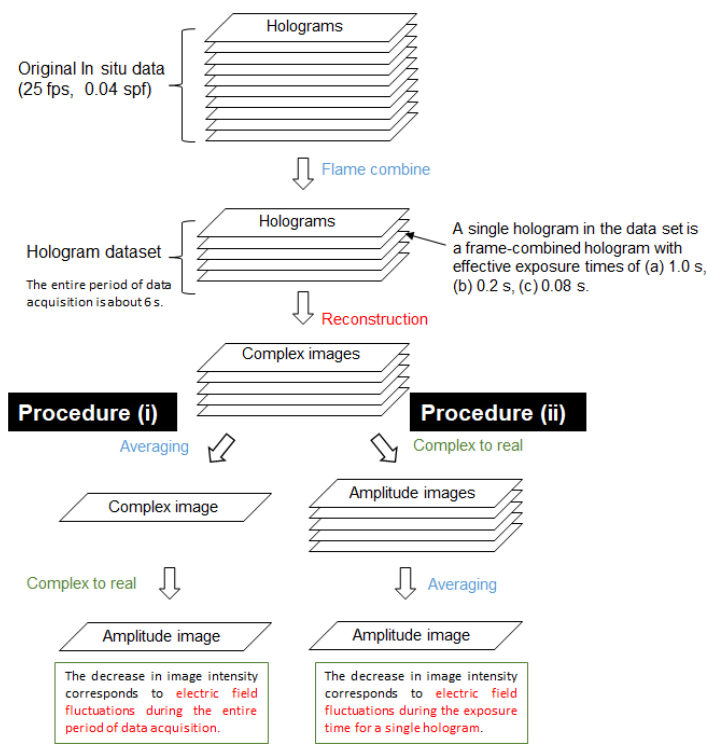 Holograms
Original In situ data
(25 fps, 0.04 spf)
Flame combine
Holograms
Hologram dataset
The entire period of data
acquisition is about 6 s.
A single hologram in the data set is
a frame-combined hologram with
effective exposure times of (a) 1.0 s,
(b) 0.2 s, (c) 0.08 s.
Reconstruction
Complex images
Procedure (i)
Procedure (ii)
Averaging
Complex to real
Complex image
Amplitude images
Complex to real
Averaging
Amplitude image
Amplitude image
The decrease in image intensity
corresponds to electric field
fluctuations during the entire
period of data acquisition.
The decrease in image intensity
corresponds to electric field
fluctuations during the exposure
time for a single hologram.